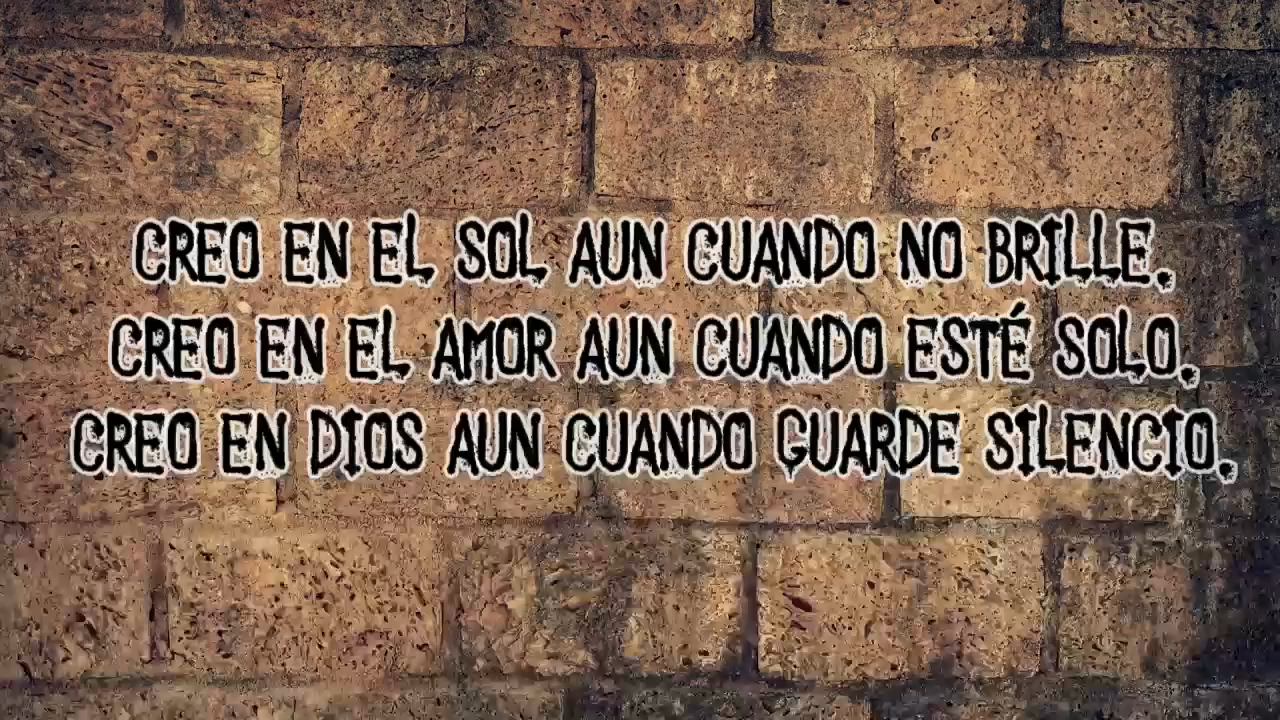 CREO EN EL SOL AUN CUANDO NO BRILLE.
CREO EN EL AMOR AUN CUANDO ESTÉ SOLO.
CREO EN DIOS AUN CUANDO GUARDE SILENCIO.